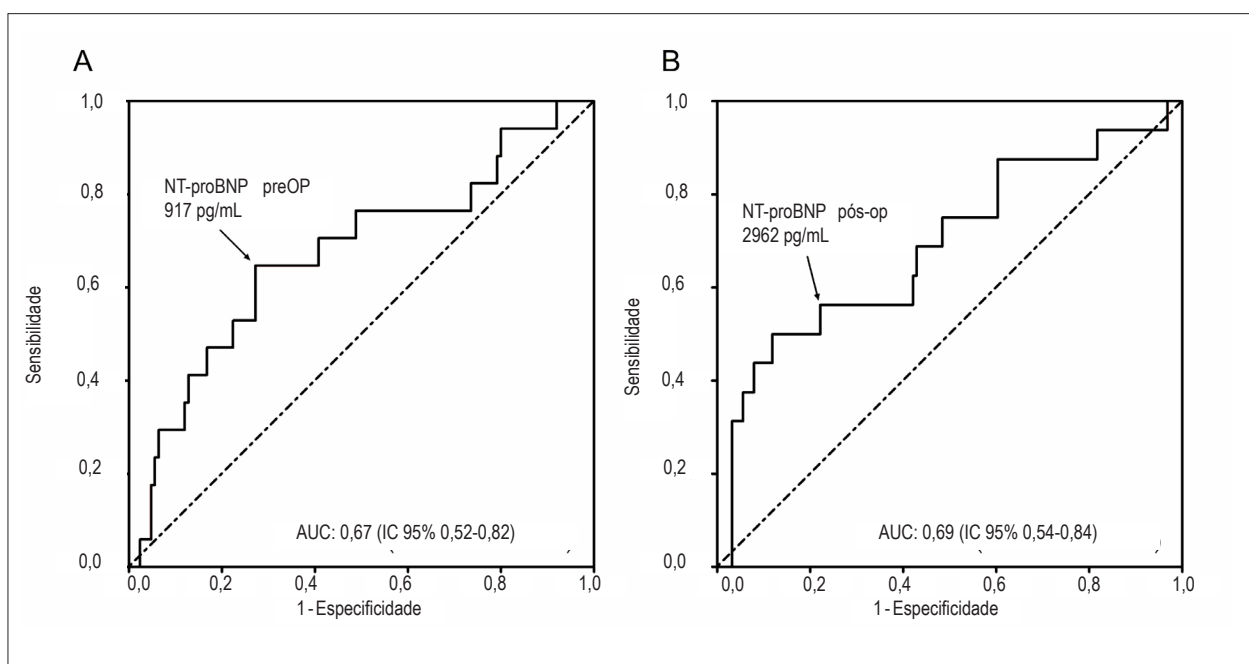 A
1,0
0,8
0,6
0,4
0,2
0,0
Sensibilidade
NT-proBNP preOP
917 pg/mL
AUC: 0,67 (IC 95% 0,52-0,82)
0,0 0,2 0,4 0,6 0,8 1,0
1-Especificidade
B
1,0
0,8
0,6
0,4
0,2
0,0
Sensibilidade
NT-proBNP pós-op
2962 pg/mL
AUC: 0,69 (IC 95% 0,54-0,84)
0,0 0,2 0,4 0,6 0,8 1,0
1-Especificidade